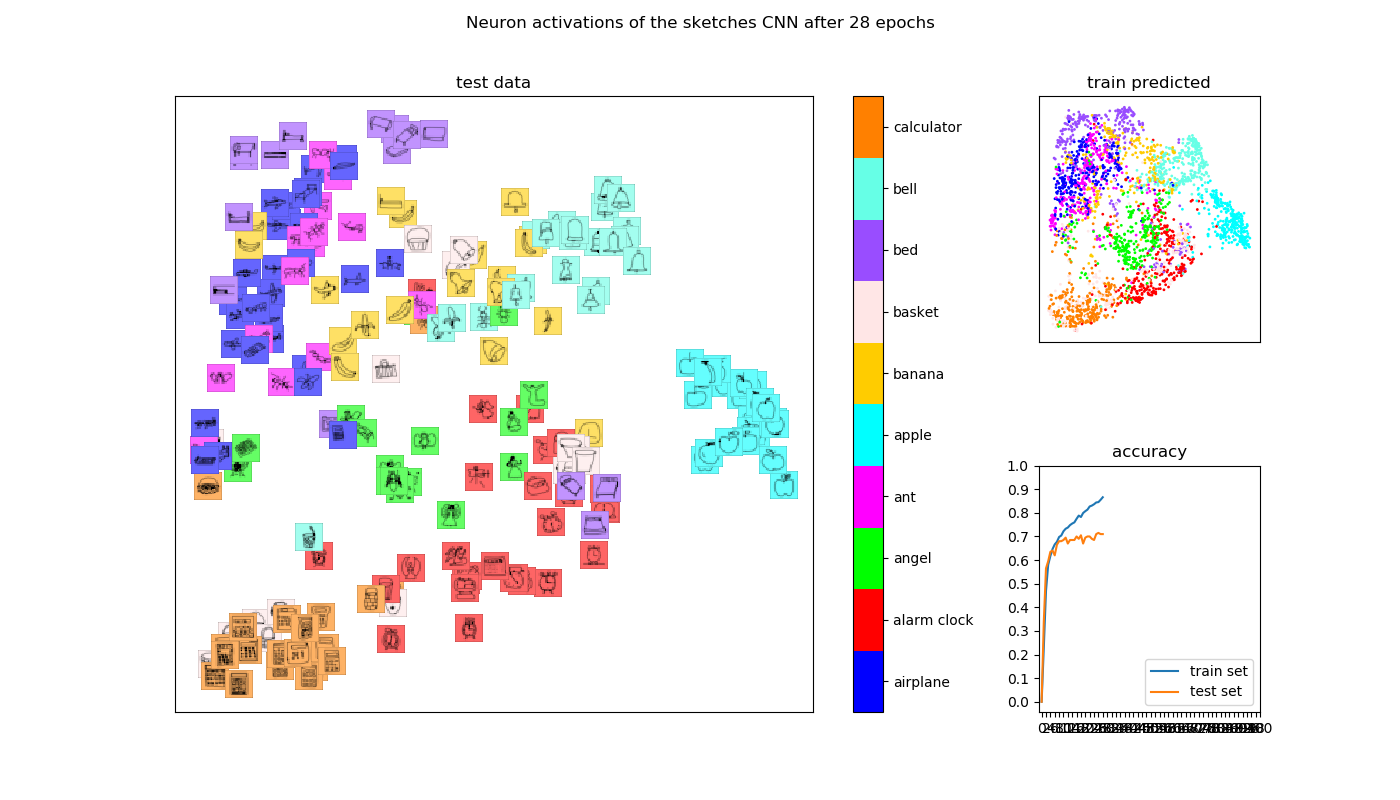 Neuron activations of the sketches CNN after 28 epochs
test data
calculator
bell
bed
basket
banana
apple
ant
angel
alarm clock
airplane
train predicted
accuracy
1.0
0.9
0.8
0.7
0.6
0.5
0.4
0.3
0.2
0.1
0.0
train set
test set